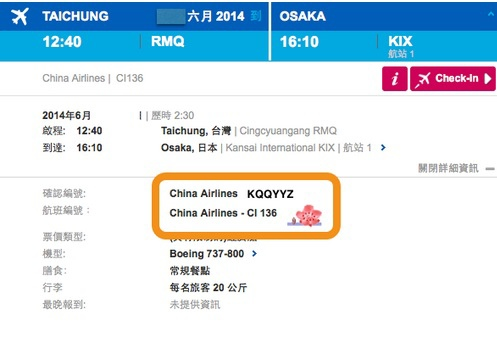 TAICHUNG 六月 2014 到 OSAKA
12:40 RMQ 16:10 KIX
航站 1
China Airlines | CI136 i Check-In
2014年6月 | 歷時 2:30
啟程: 12:40 Taichung, 台灣 | Cingcyuangang RMQ
到達: 16:10 Osaka, 日本 | Kansai International KIX | 航站 1
關閉詳細資訊
確認編號: China Airlines KQQYYZ
航班編號： China Airlines - CI 136
票價類型:
機型: Boeing 737-800
膳食: 常規餐點
行李 每名旅客 20 公斤
最晚報到: 未提供資訊